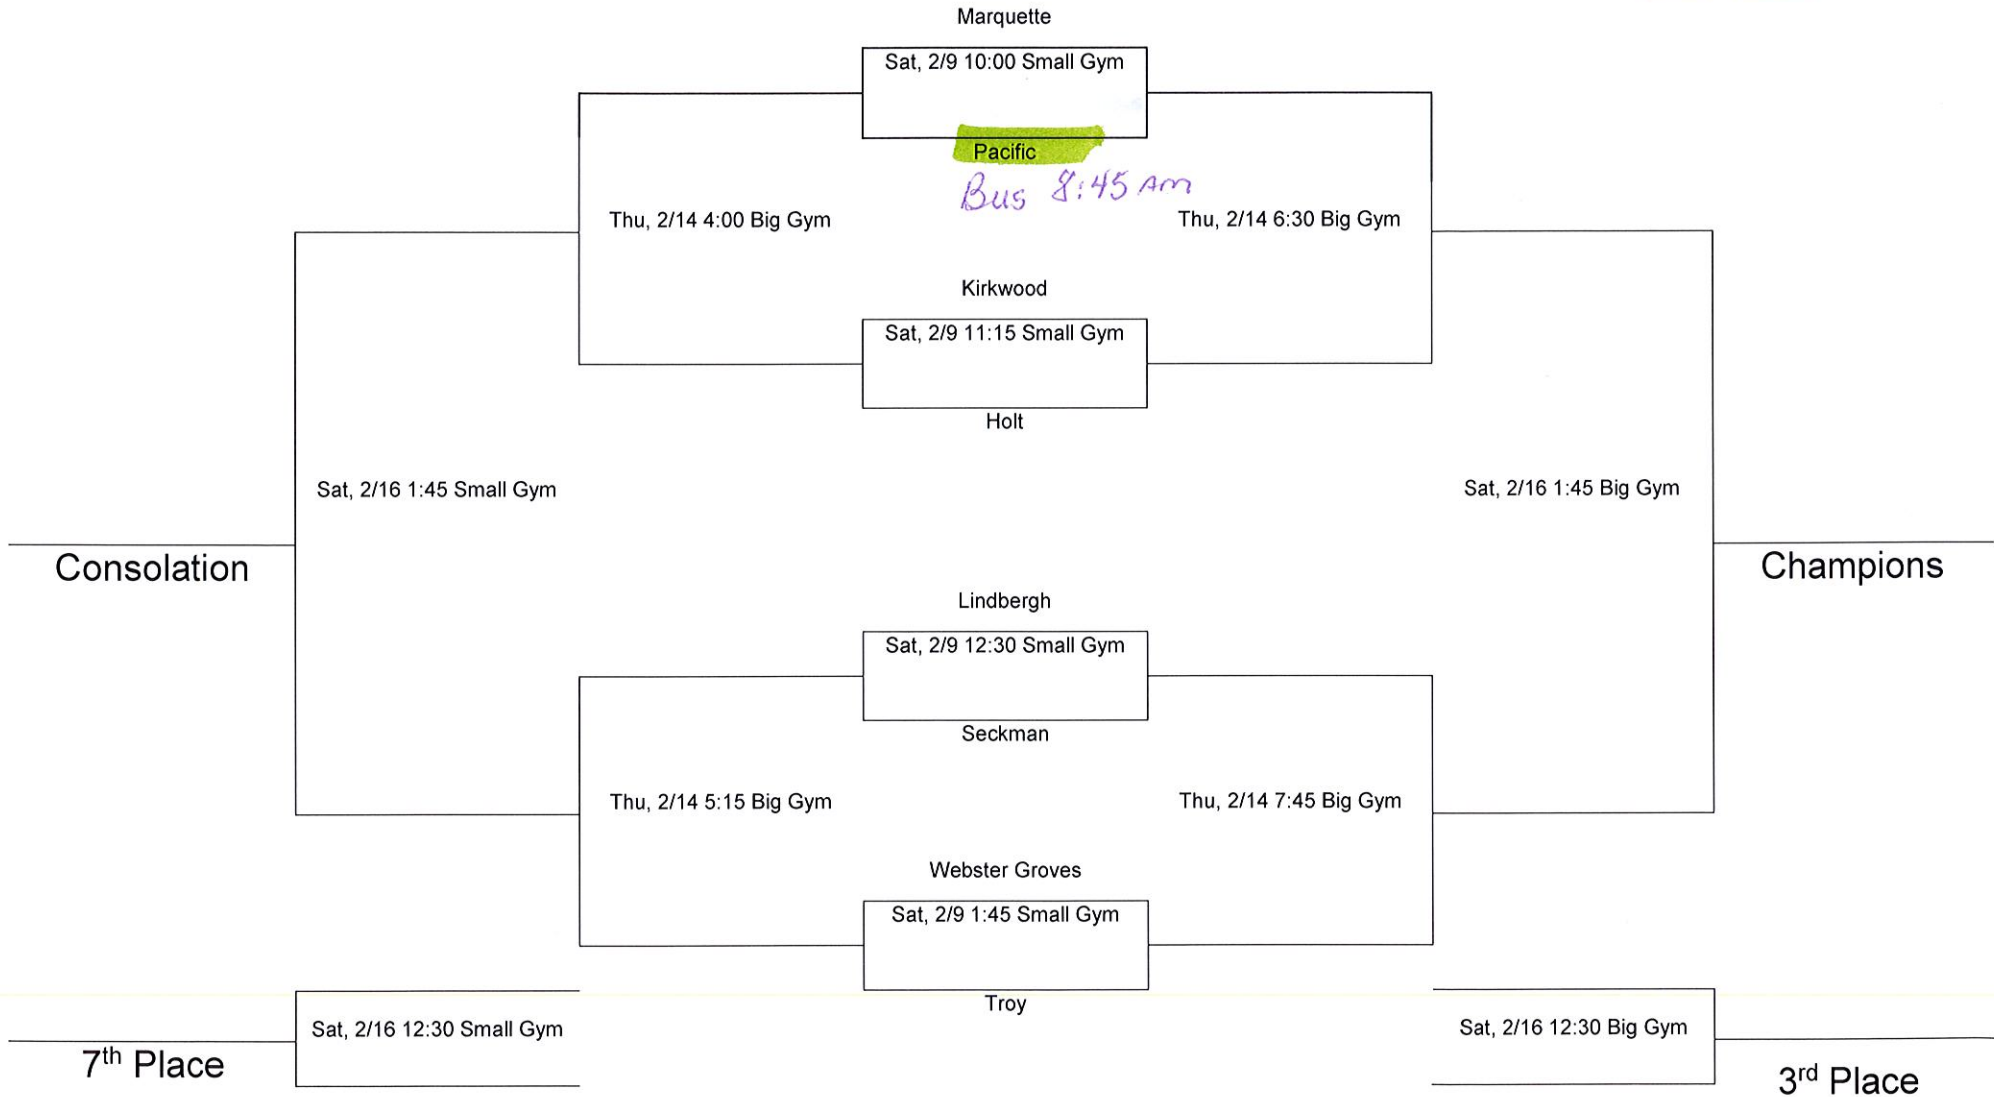 Marquette
Sat, 2/9 10:00 Small Gym
Pacific
Bus 8:45 AM
Thu, 2/14 4:00 Big Gym
Thu, 2/14 6:30 Big Gym
Kirkwood
Sat, 2/9 11:15 Small Gym
Holt
Sat, 2/16 1:45 Small Gym
Sat, 2/16 1:45 Big Gym
Consolation
Champions
Lindbergh
Sat, 2/9 12:30 Small Gym
Seckman
Thu, 2/14 5:15 Big Gym
Thu, 2/14 7:45 Big Gym
Webster Groves
Sat, 2/9 1:45 Small Gym
Troy
Sat, 2/16 12:30 Small Gym
Sat, 2/16 12:30 Big Gym
7th Place
3rd Place